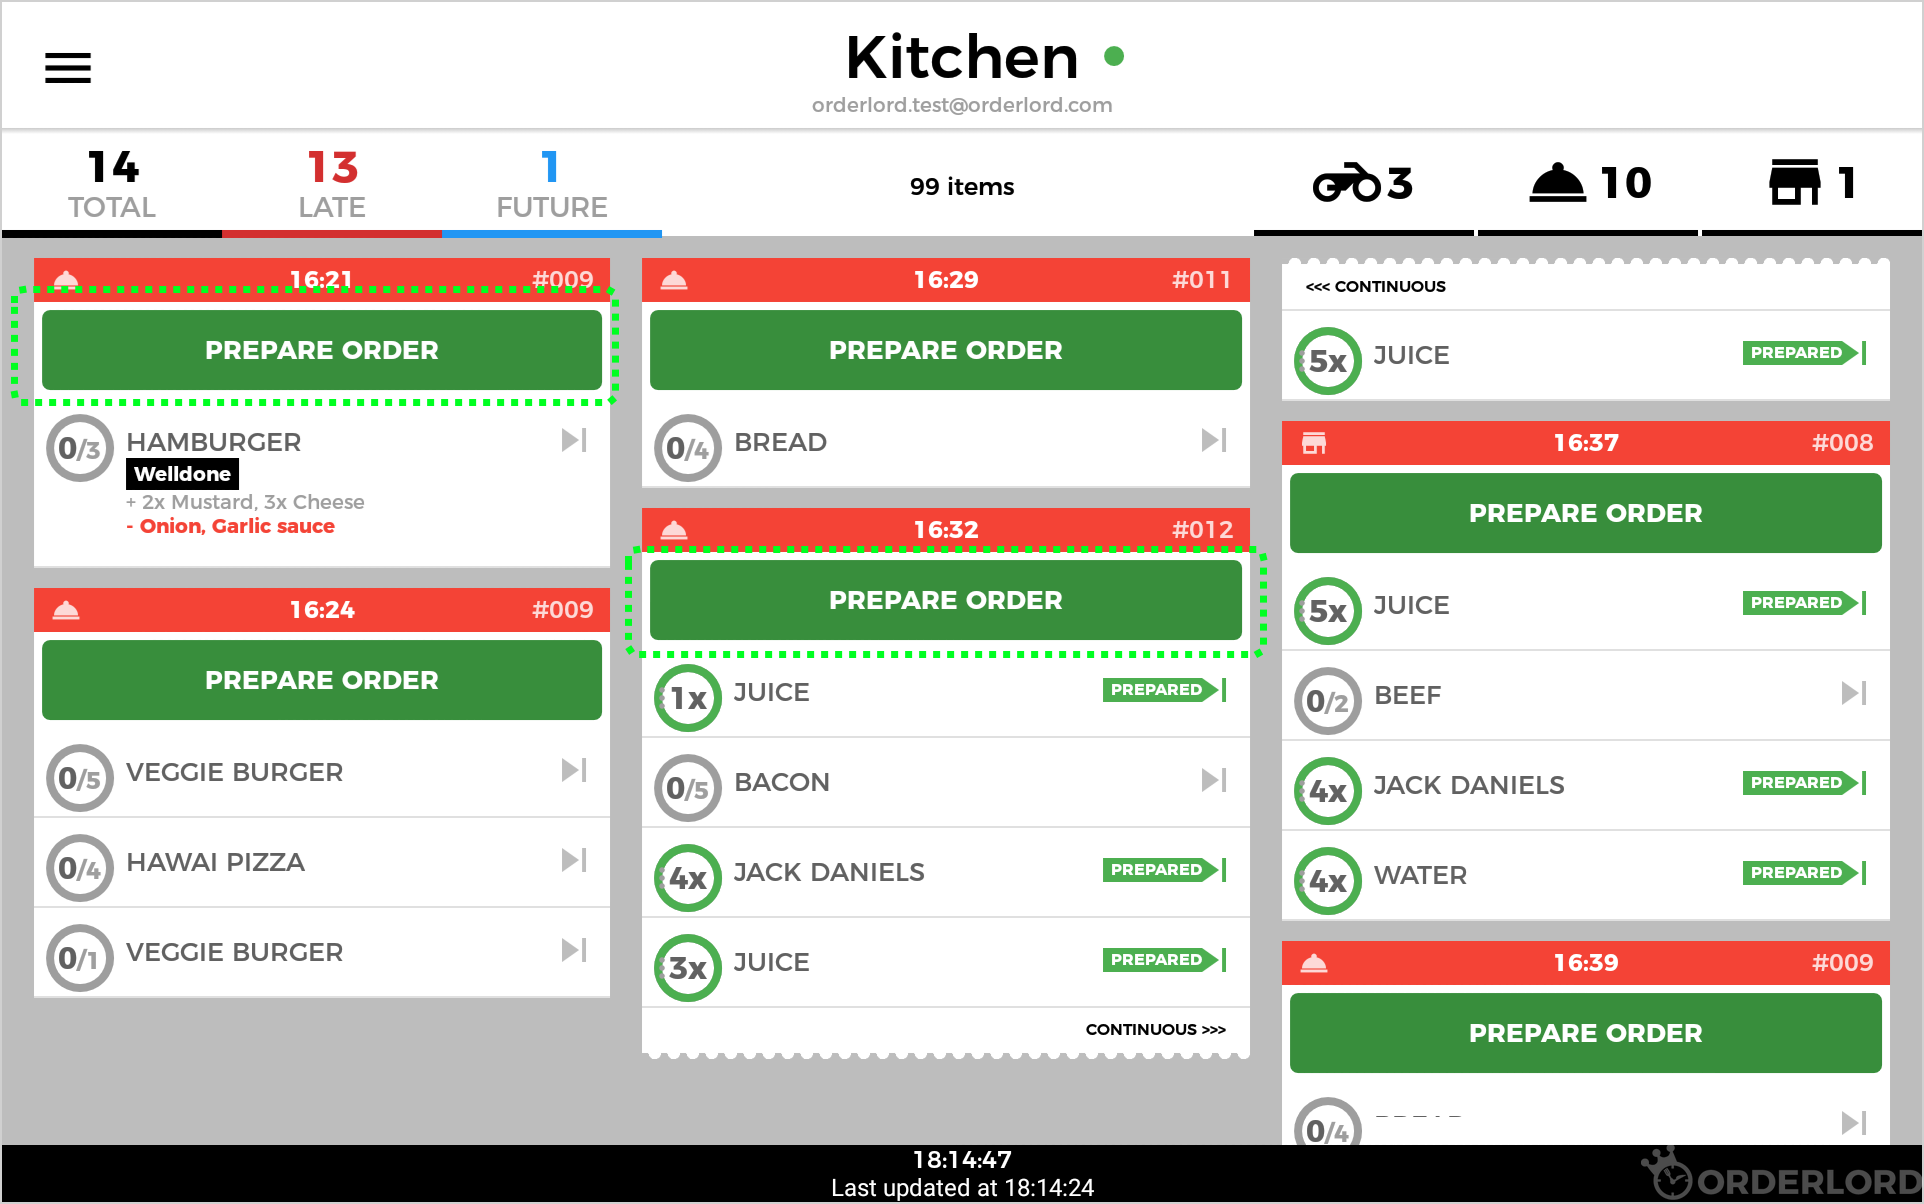 Kitchen
orderlord.test@orderlord.com
14
TOTAL
13
LATE
1
FUTURE
99 items
3
10
1
16:21 #009
PREPARE ORDER
0/3 HAMBURGER
Welldone
+ 2x Mustard, 3x Cheese
- Onion, Garlic sauce
16:24 #009
PREPARE ORDER
0/5 VEGGIE BURGER
0/4 HAWAI PIZZA
0/1 VEGGIE BURGER
16:29 #011
PREPARE ORDER
0/4 BREAD
16:32 #012
PREPARE ORDER
1x JUICE PREPARED
0/5 BACON
4x JACK DANIELS PREPARED
3x JUICE PREPARED
CONTINUOUS >>>
<<< CONTINUOUS
5x JUICE PREPARED
16:37 #008
PREPARE ORDER
5x JUICE PREPARED
0/2 BEEF
4x JACK DANIELS PREPARED
4x WATER PREPARED
16:39 #009
PREPARE ORDER
0/4
18:14:47
Last updated at 18:14:24
ORDERLORD